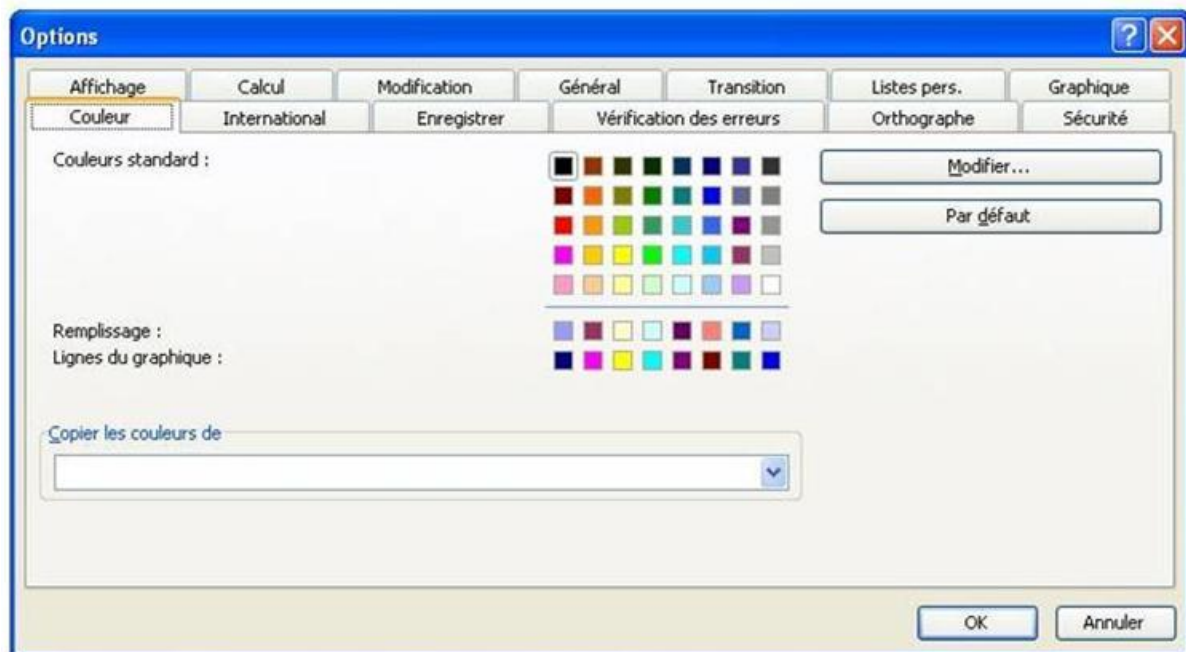 Options
Affichage Calcul Modification Général Transition Listes pers. Graphique
Couleur International Enregistrer Vérification des erreurs Orthographe Sécurité
Couleurs standard :
Modifier...
Par défaut
Remplissage :
Lignes du graphique :
Copier les couleurs de
OK Annuler